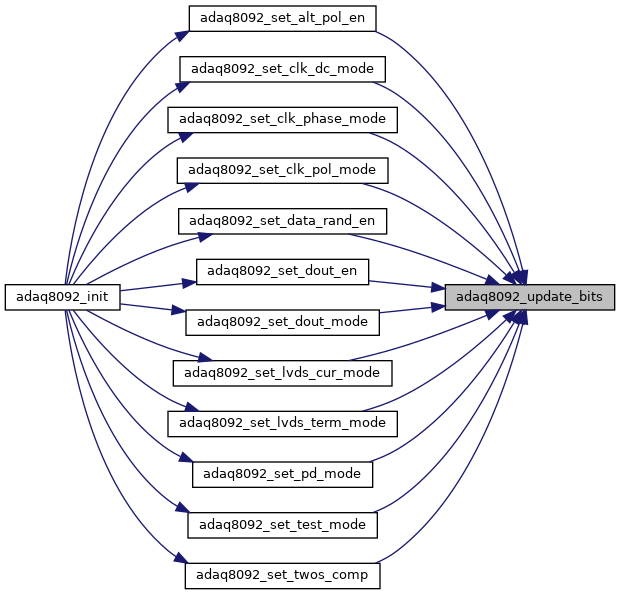 adaq8092_set_alt_pol_en
adaq8092_set_clk_dc_mode
adaq8092_set_clk_phase_mode
adaq8092_set_clk_pol_mode
adaq8092_set_data_rand_en
adaq8092_set_dout_en
adaq8092_init
adaq8092_update_bits
adaq8092_set_dout_mode
adaq8092_set_lvds_cur_mode
adaq8092_set_lvds_term_mode
adaq8092_set_pd_mode
adaq8092_set_test_mode
adaq8092_set_twos_comp